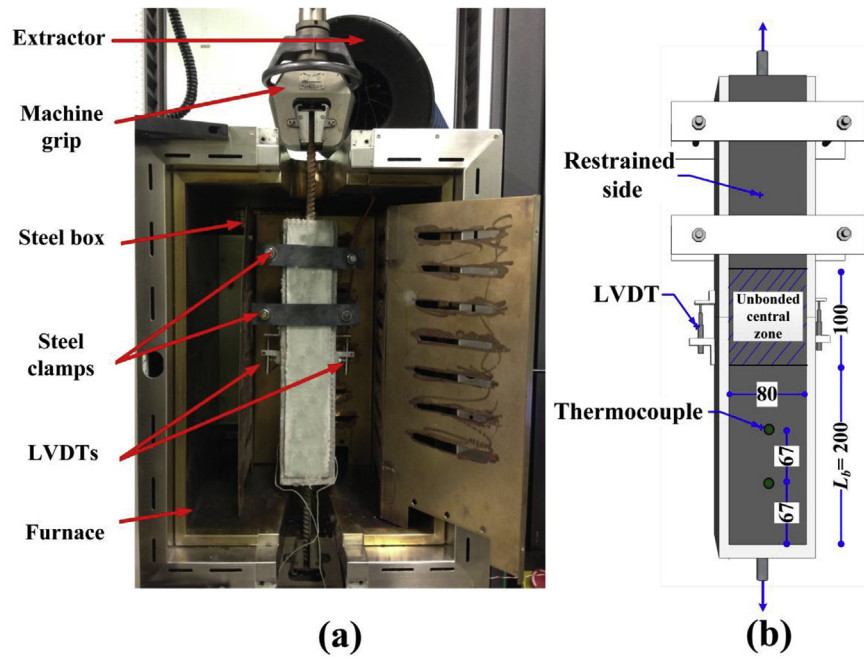 Extractor
Machine
grip
Steel box
Steel
clamps
LVDTs
Furnace
(a)
Restrained
side
LVDT
Unbonded
central
zone
100
80
Thermocouple
67
67
L_b= 200
(b)